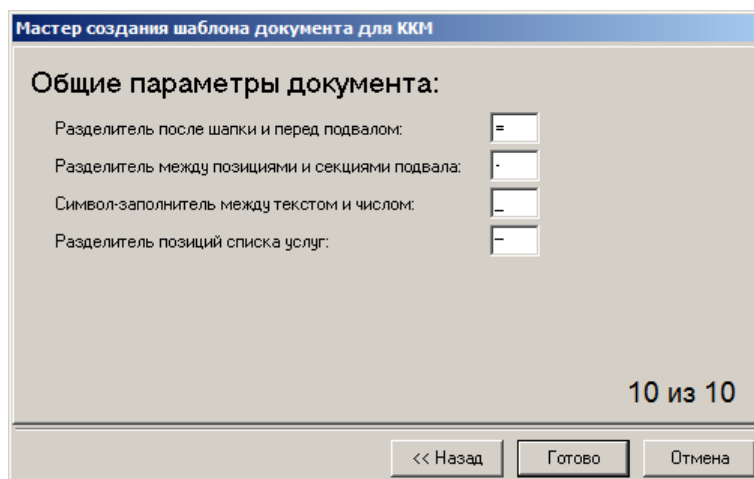 Мастер создания шаблона документа для ККМ
Общие параметры документа:
Разделитель после шапки и перед подвалом: =
Разделитель между позициями и секциями подвала: -
Символ-заполнитель между текстом и числом: _
Разделитель позиций списка услуг: –
10 из 10
<< Назад Готово Отмена